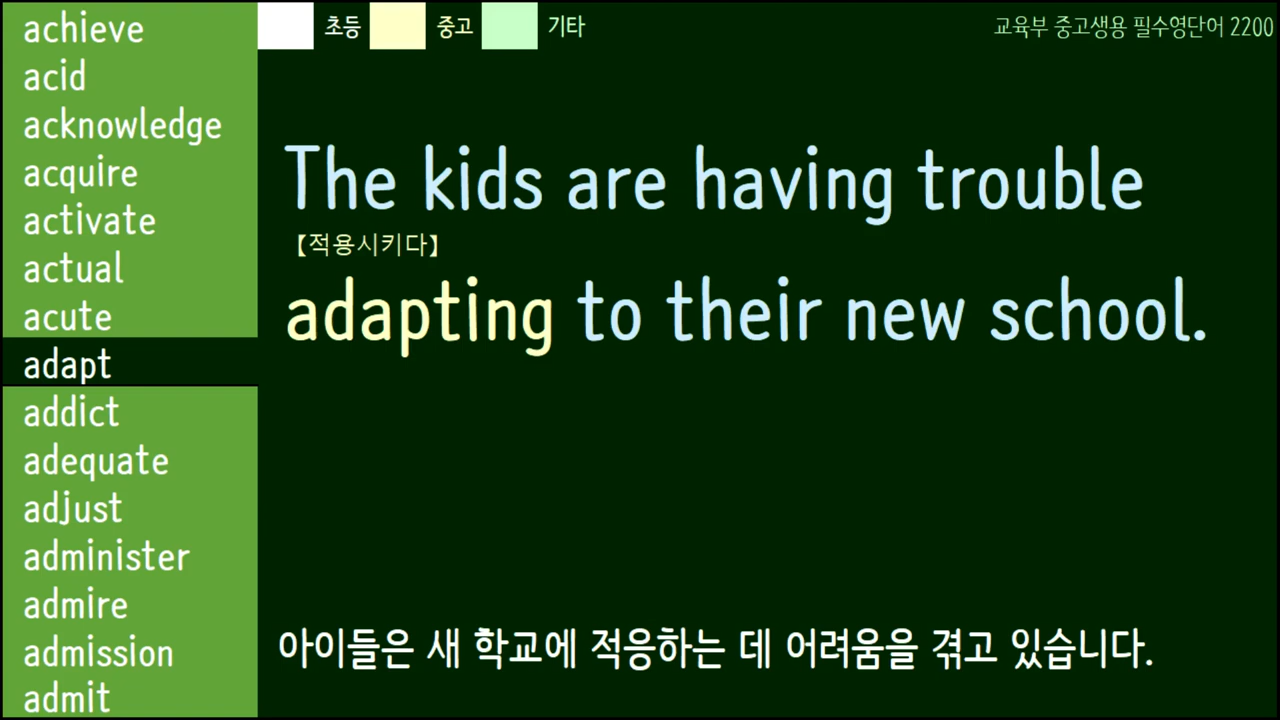 achieve
acid
acknowledge
acquire
activate
actual
acute
adapt
addict
adequate
adjust
administer
admire
admission
admit
초등 중고 기타
교육부 중고생용 필수영단어 2200
The kids are having trouble
【적용시키다】
adapting to their new school.
아이들은 새 학교에 적응하는 데 어려움을 겪고 있습니다.